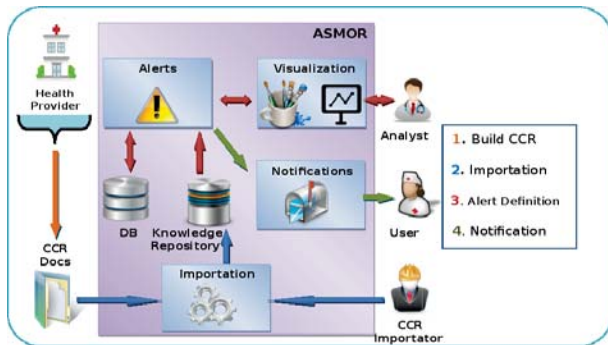 ASMOR
Health
Provider
Alerts
Visualization
Analyst
1. Build CCR
2. Importation
3. Alert Definition
4. Notification
Notifications
DB
Knowledge
Repository
User
CCR
Docs
Importation
CCR
Importator